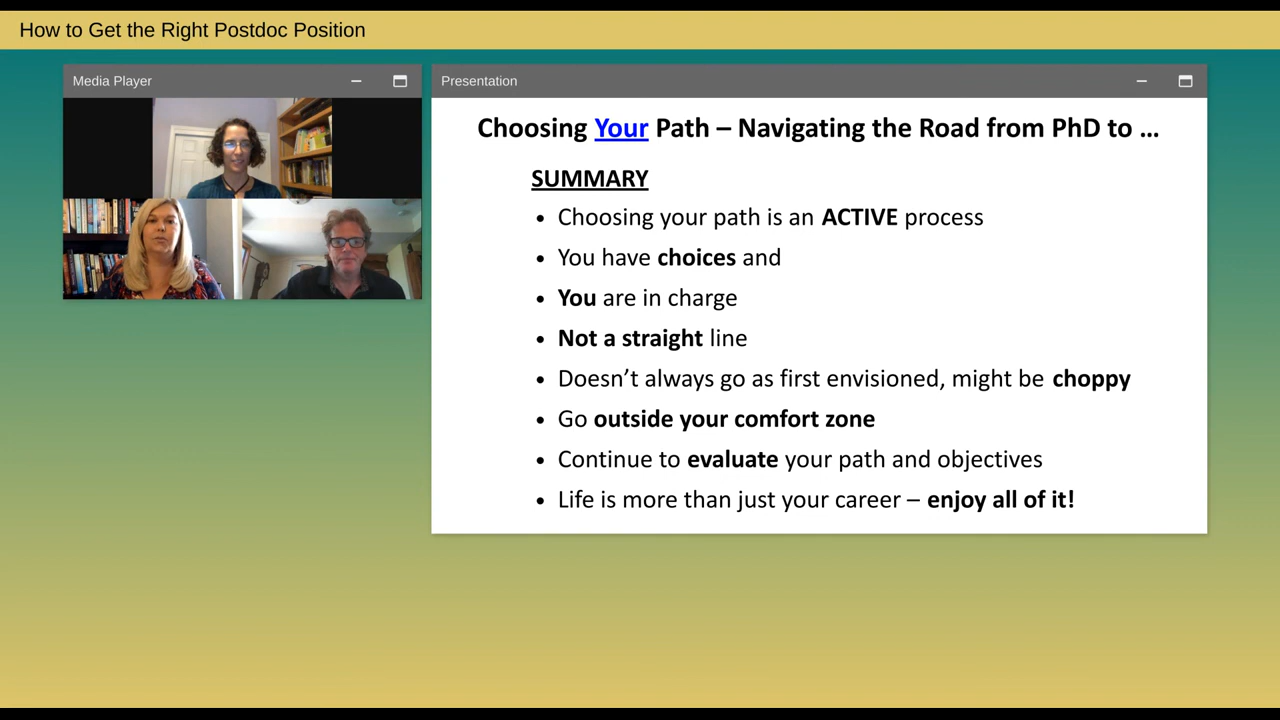 How to Get the Right Postdoc Position
Media Player
Presentation
Choosing Your Path – Navigating the Road from PhD to ...
SUMMARY
• Choosing your path is an ACTIVE process
• You have choices and
• You are in charge
• Not a straight line
• Doesn’t always go as first envisioned, might be choppy
• Go outside your comfort zone
• Continue to evaluate your path and objectives
• Life is more than just your career – enjoy all of it!